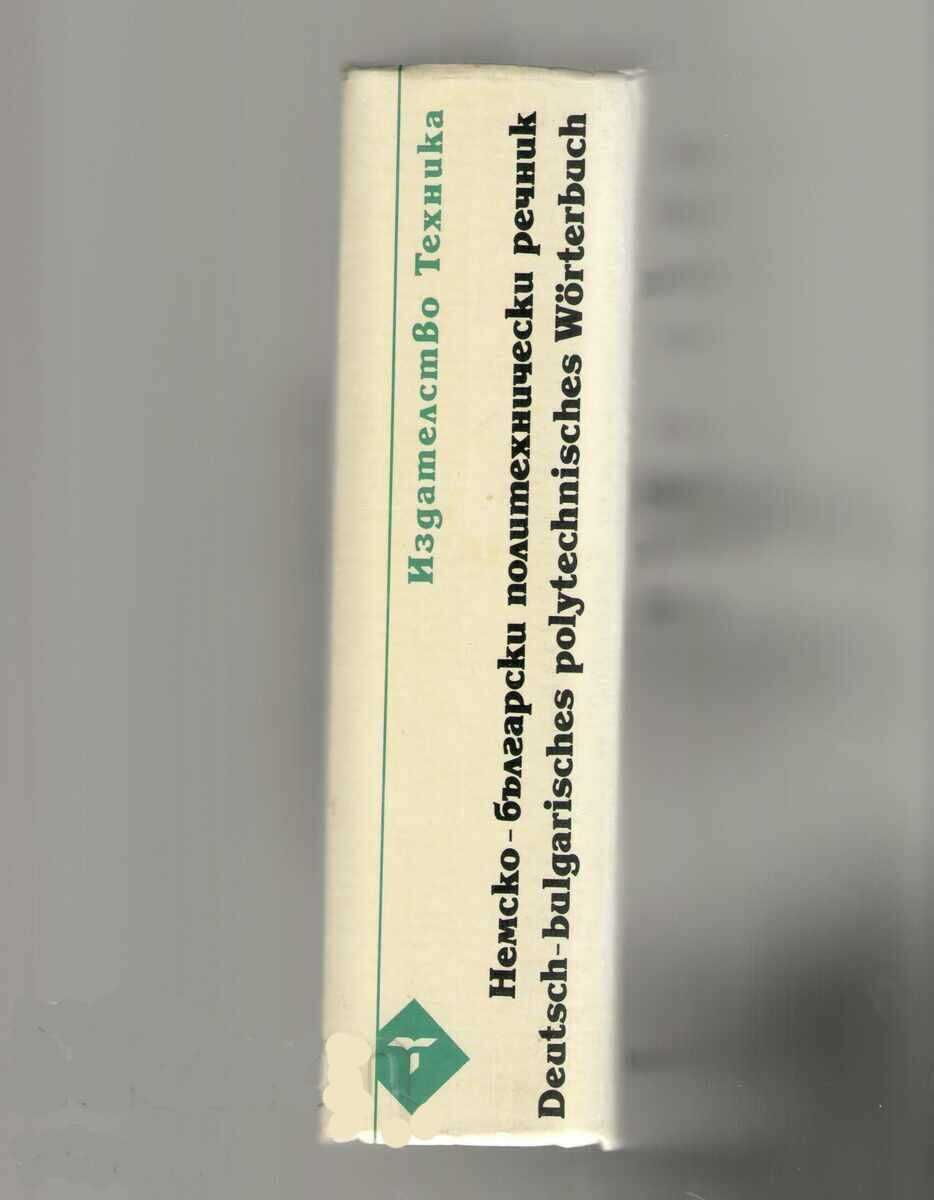 Издателство Техника
Немско-български политехнически речник
Deutsch-bulgarisches polytechnisches Wörterbuch